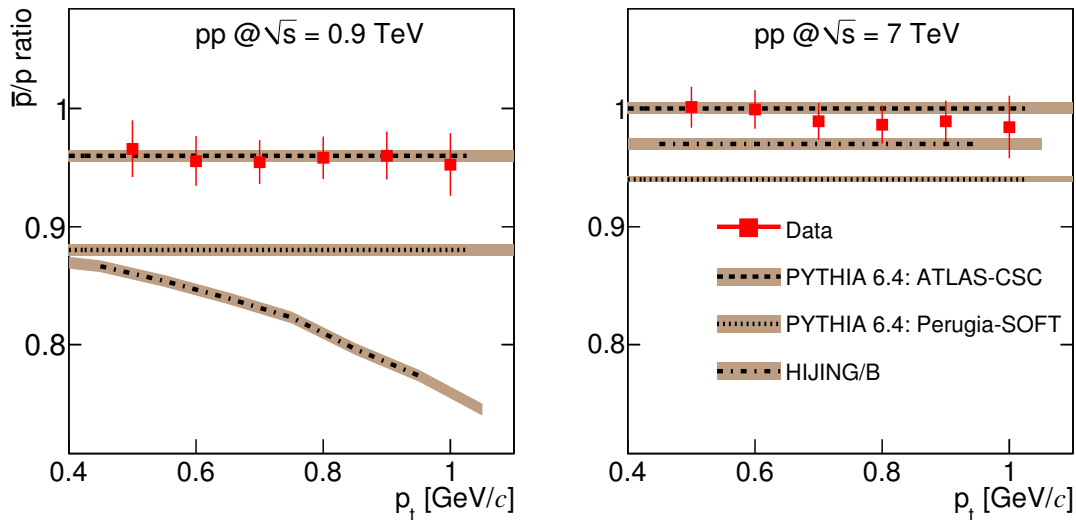 pp @√s = 0.9 TeV
p̅/p ratio
1
0.9
0.8
0.4 0.6 0.8 1
p_t [GeV/c]
pp @√s = 7 TeV
1
0.9
0.8
Data
PYTHIA 6.4: ATLAS-CSC
PYTHIA 6.4: Perugia-SOFT
HIJING/B
0.4 0.6 0.8 1
p_t [GeV/c]